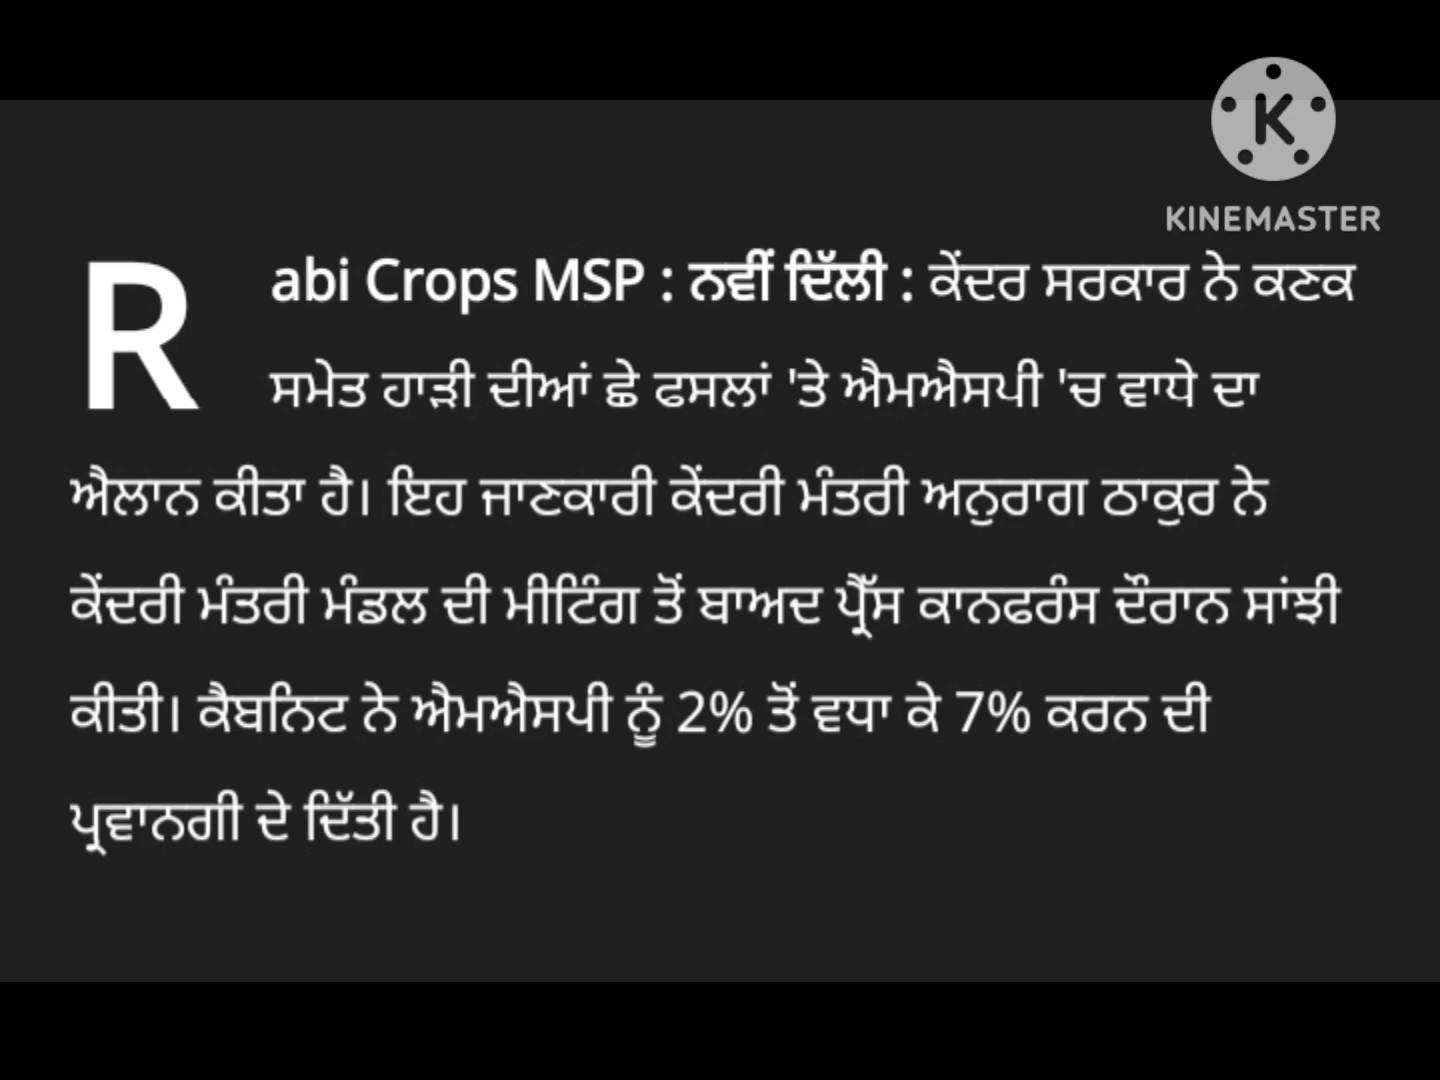 KINEMASTER
Rabi Crops MSP : ਨਵੀਂ ਦਿੱਲੀ : ਕੇਂਦਰ ਸਰਕਾਰ ਨੇ ਕਣਕ
ਸਮੇਤ ਹਾੜੀ ਦੀਆਂ ਛੇ ਫਸਲਾਂ 'ਤੇ ਐਮਐਸਪੀ 'ਚ ਵਾਧੇ ਦਾ
ਐਲਾਨ ਕੀਤਾ ਹੈ। ਇਹ ਜਾਣਕਾਰੀ ਕੇਂਦਰੀ ਮੰਤਰੀ ਅਨੁਰਾਗ ਠਾਕੁਰ ਨੇ
ਕੇਂਦਰੀ ਮੰਤਰੀ ਮੰਡਲ ਦੀ ਮੀਟਿੰਗ ਤੋਂ ਬਾਅਦ ਪ੍ਰੈੱਸ ਕਾਨਫਰੰਸ ਦੌਰਾਨ ਸਾਂਝੀ
ਕੀਤੀ। ਕੈਬਨਿਟ ਨੇ ਐਮਐਸਪੀ ਨੂੰ 2% ਤੋਂ ਵਧਾ ਕੇ 7% ਕਰਨ ਦੀ
ਪ੍ਰਵਾਨਗੀ ਦੇ ਦਿੱਤੀ ਹੈ।